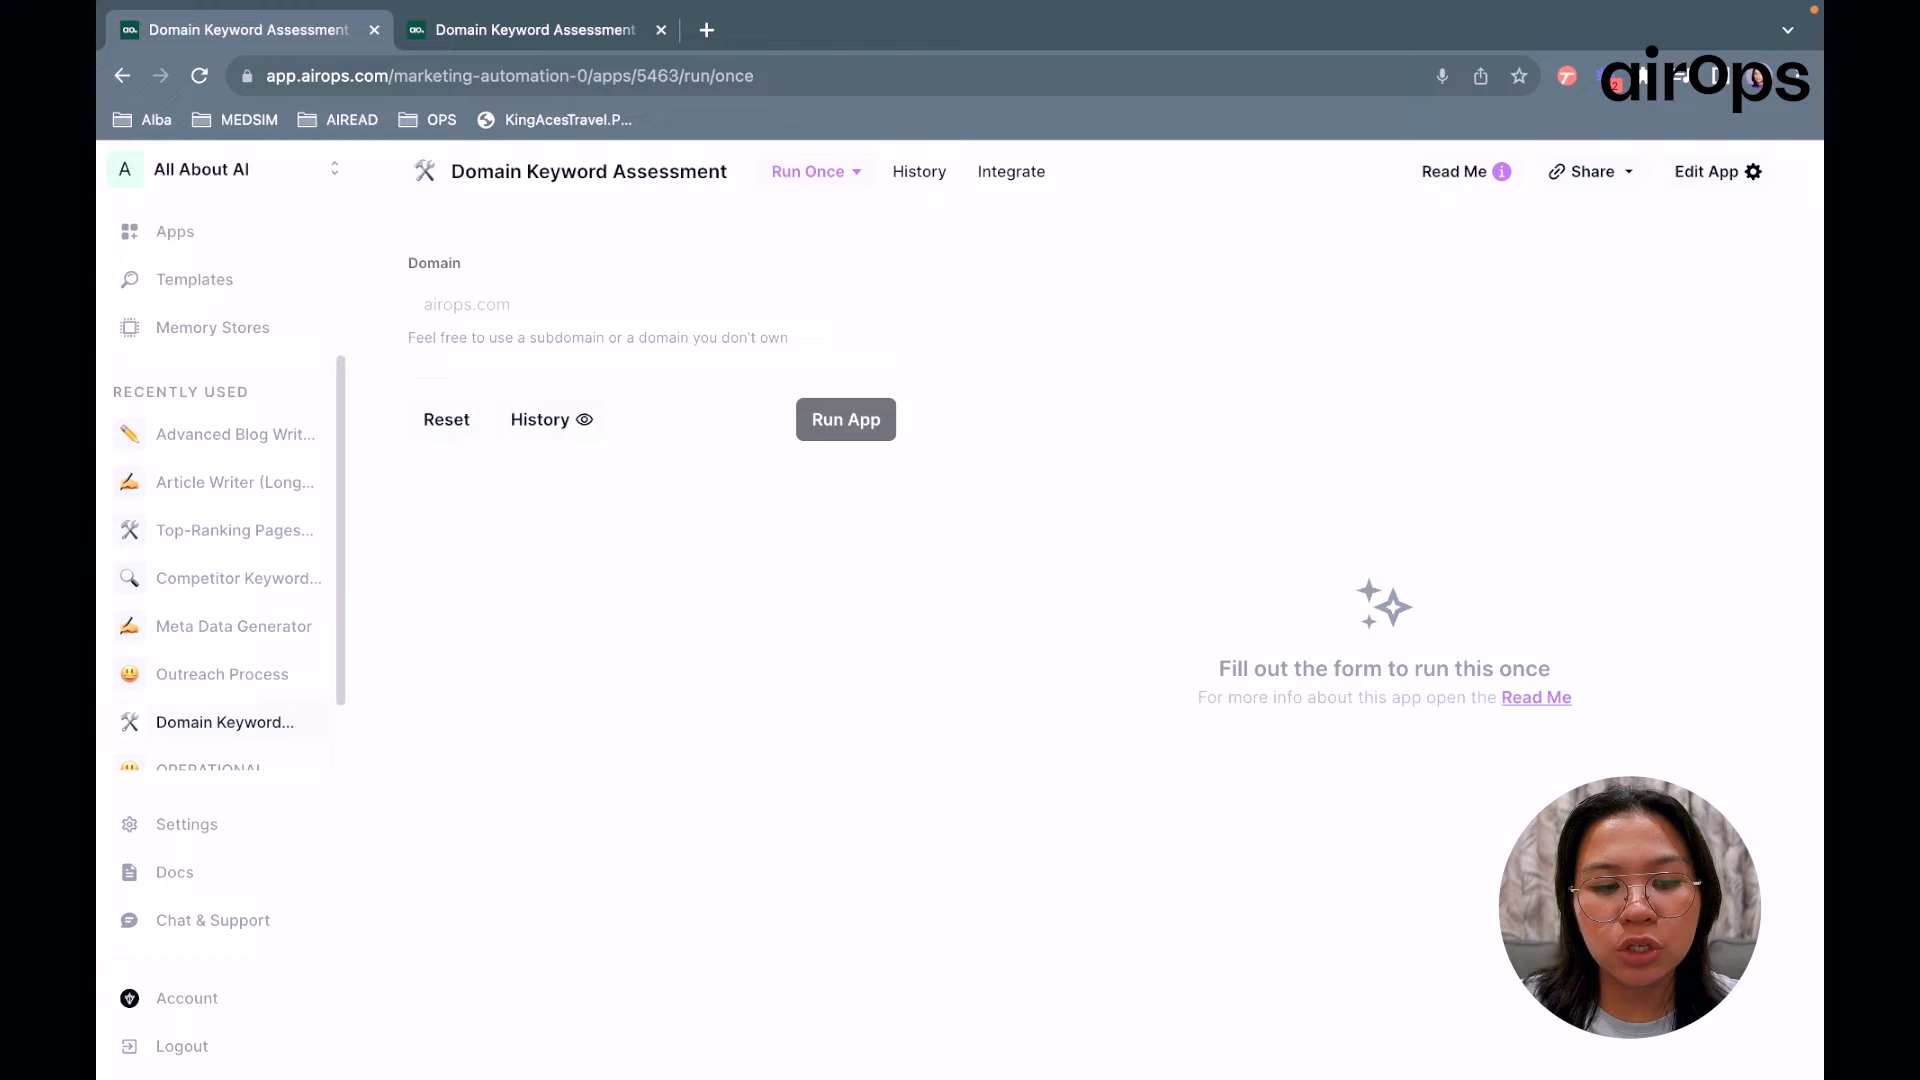 Domain Keyword Assessment
Domain Keyword Assessment
app.airops.com/marketing-automation-0/apps/5463/run/once
airOps
Alba
MEDSIM
AIREAD
OPS
KingAcesTravel.P...
A
All About AI
Domain Keyword Assessment
Run Once
History
Integrate
Read Me
Share
Edit App
Apps
Templates
Memory Stores
RECENTLY USED
Advanced Blog Writ...
Article Writer (Long...
Top-Ranking Pages...
Competitor Keyword...
Meta Data Generator
Outreach Process
Domain Keyword...
OPERATIONAL
Settings
Docs
Chat & Support
Account
Logout
Domain
airops.com
Feel free to use a subdomain or a domain you don't own
Reset
History
Run App
Fill out the form to run this once
For more info about this app open the Read Me